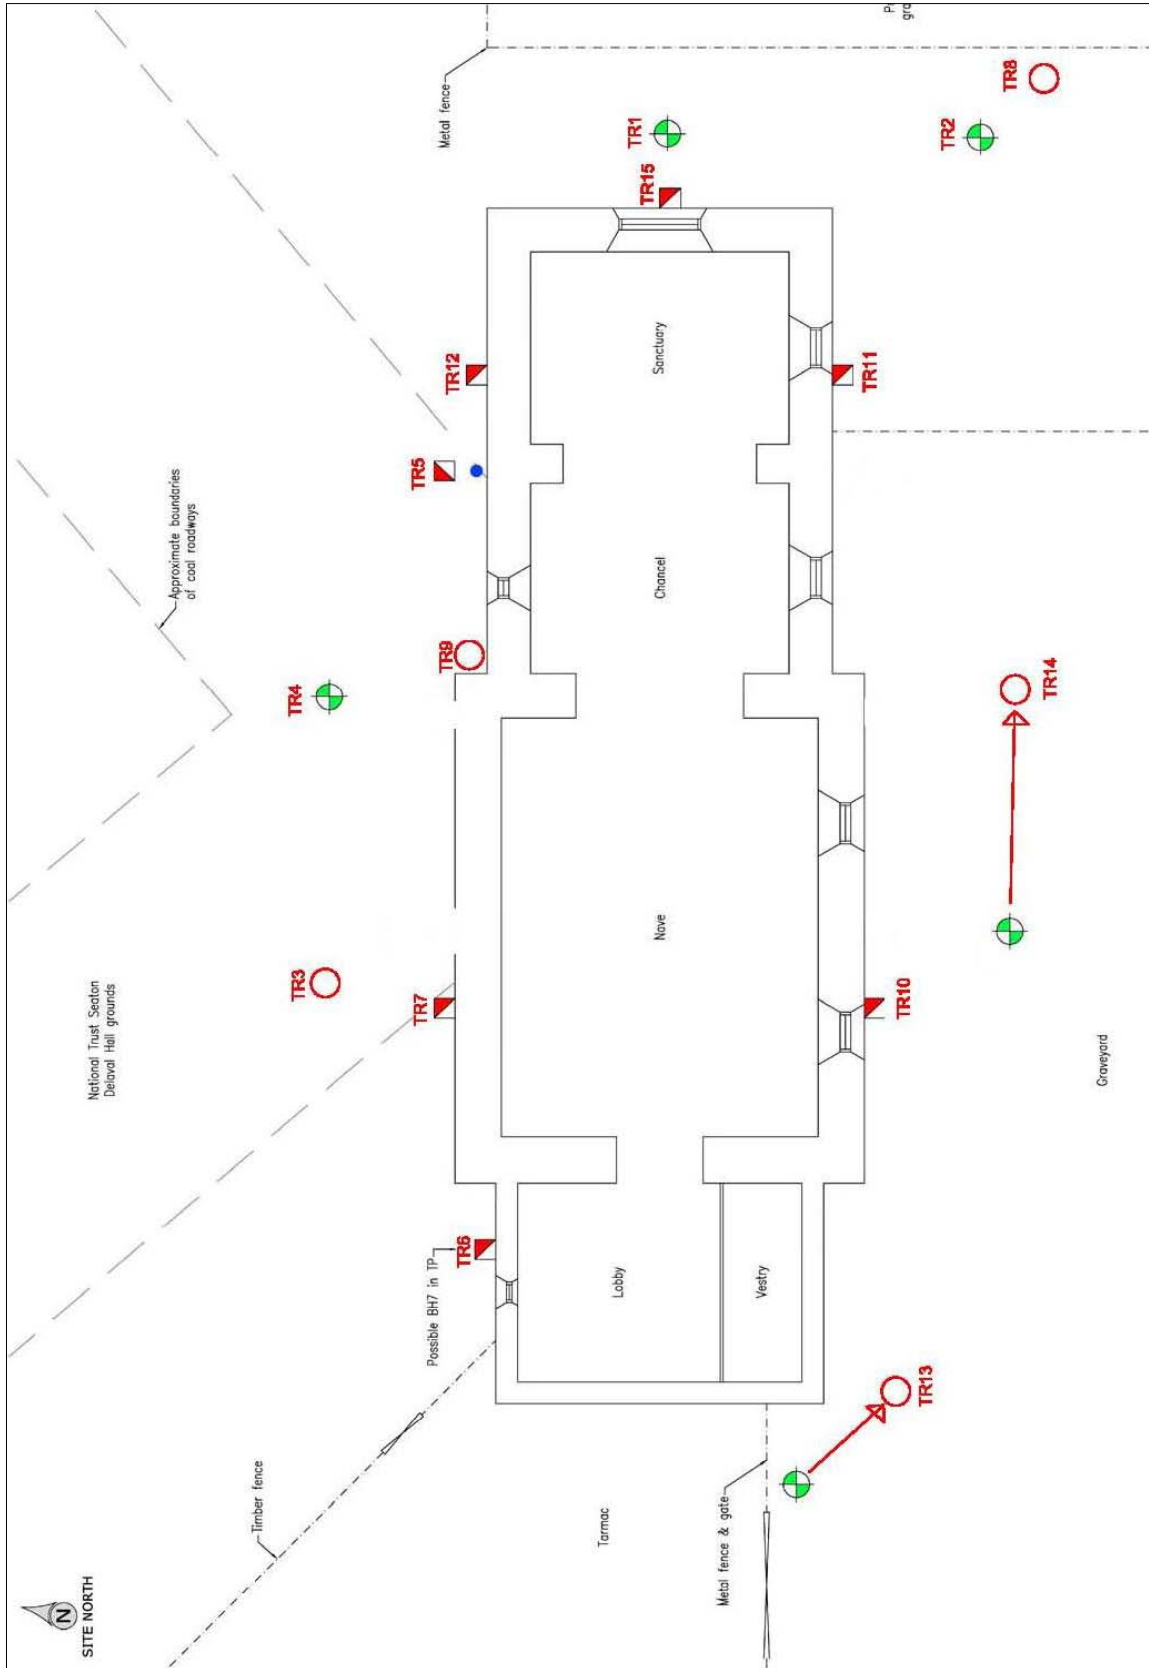 Metal fence
P
gro
TR8
TR1
TR2
TR15
Sanctuary
TR12
TR11
TR5
Approximate boundaries
of coal roadways
Chancel
TR9
TR4
TR14
Nave
TR3
TR7
TR10
National Trust Seaton
Delaval Hall grounds
Graveyard
TR6
Possible BH7 in TP
Lobby
Vestry
TR13
Timber fence
Tarmac
Metal fence & gate
N
SITE NORTH